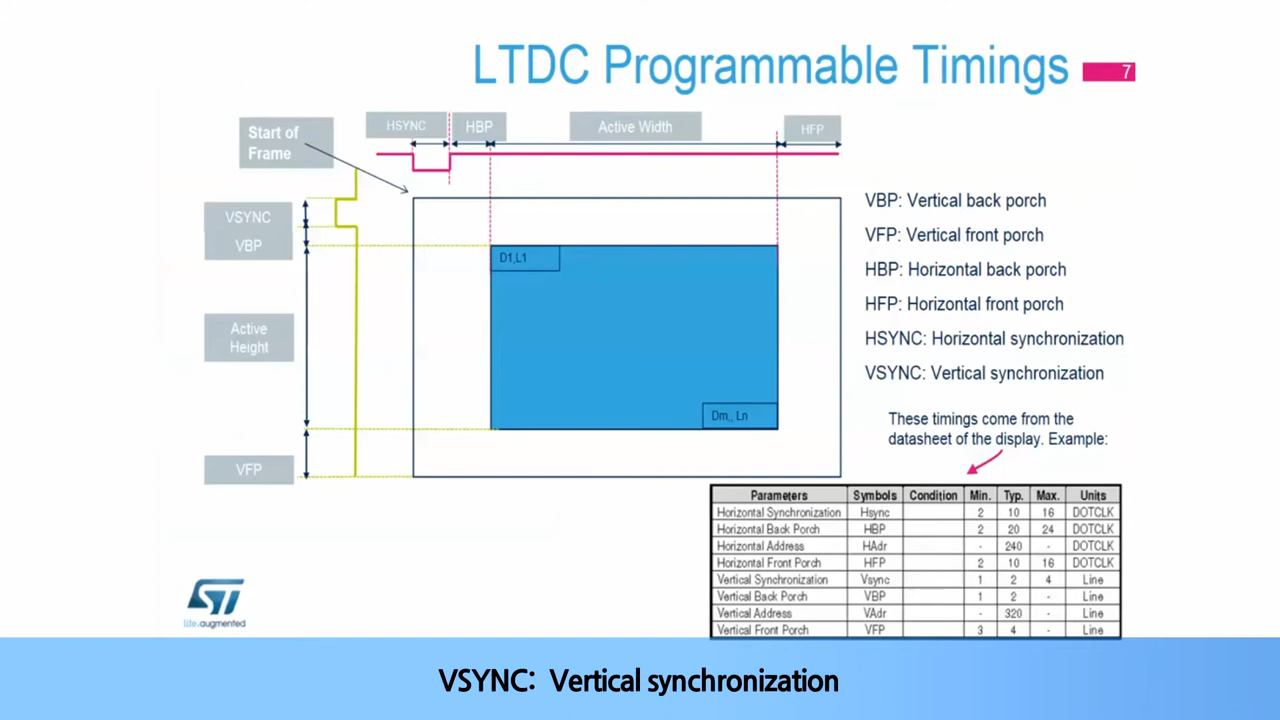 LTDC Programmable Timings
7
Start of
Frame
HSYNC
HBP
Active Width
HFP
VSYNC
VBP
Active
Height
VFP
D1,L1
Dm,, Ln
VBP: Vertical back porch
VFP: Vertical front porch
HBP: Horizontal back porch
HFP: Horizontal front porch
HSYNC: Horizontal synchronization
VSYNC: Vertical synchronization
These timings come from the
datasheet of the display. Example:
Parameters Symbols Condition Min. Typ. Max. Units
Horizontal Synchronization Hsync 2 10 16 DOTCLK
Horizontal Back Porch HBP 2 20 24 DOTCLK
Horizontal Address HAdr - 240 - DOTCLK
Horizontal Front Porch HFP 2 10 16 DOTCLK
Vertical Synchronization Vsync 1 2 4 Line
Vertical Back Porch VBP 1 2 - Line
Vertical Address VAdr - 320 - Line
Vertical Front Porch VFP 3 4 - Line
ST
life.augmented
VSYNC: Vertical synchronization